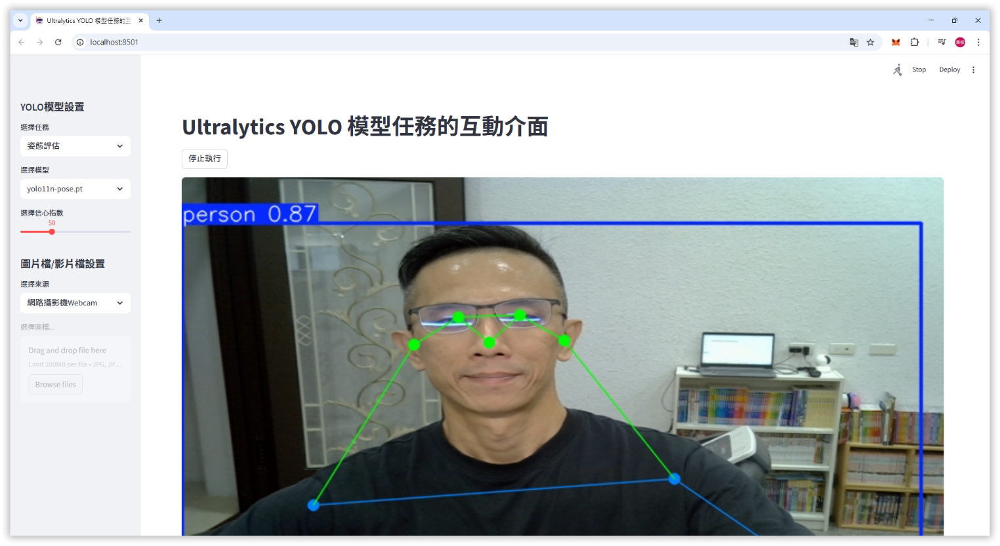 Ultralytics YOLO 模型任務的互
localhost:8501
Stop
Deploy
YOLO模型設置
選擇任務
姿態評估
選擇模型
yolo11n-pose.pt
選擇信心指數
50
圖片檔/影片檔設置
選擇來源
網路攝影機Webcam
選擇圖檔...
Drag and drop file here
Limit 200MB per file • JPG, JP...
Browse files
Ultralytics YOLO 模型任務的互動介面
停止執行
person 0.87